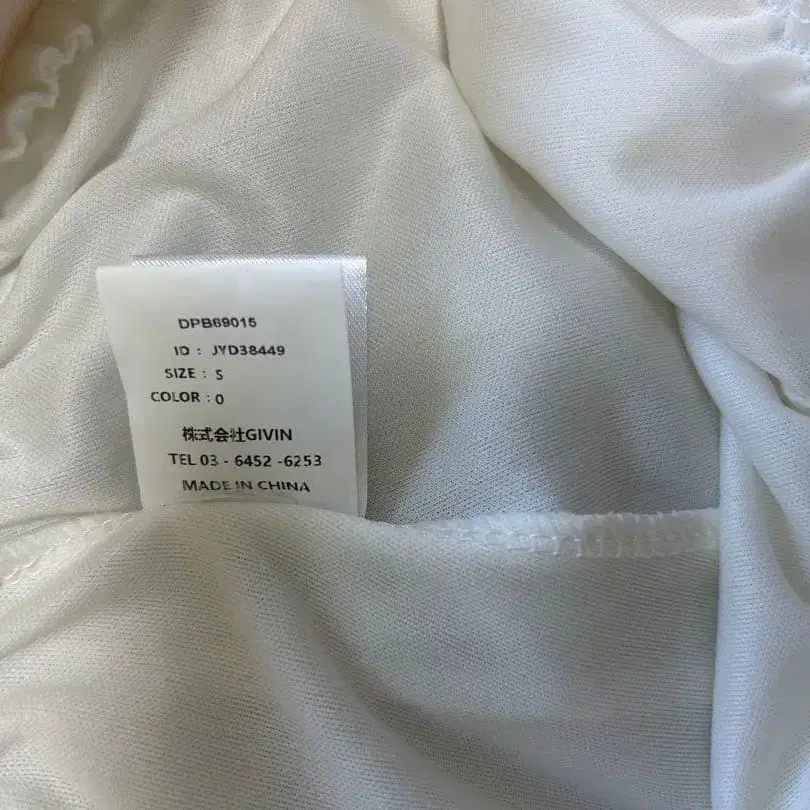 DPB69015
ID : JYD38449
SIZE : S
COLOR : 0
株式会社GIVIN
TEL 03 - 6452 -6253
MADE IN CHINA